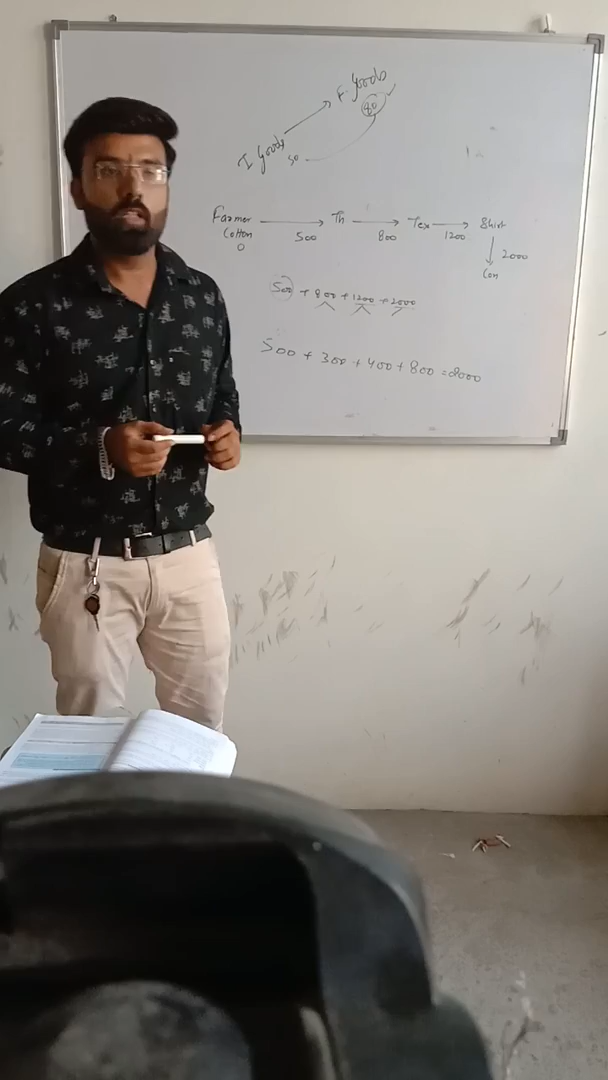 F. Goods
80
I Goods 50
Farmer → Th → Tex → Shirt
Cotton 500 800 1200
0
2000
Con
500 + 800 + 1200 + 2000
500 + 300 + 400 + 800 = 2000